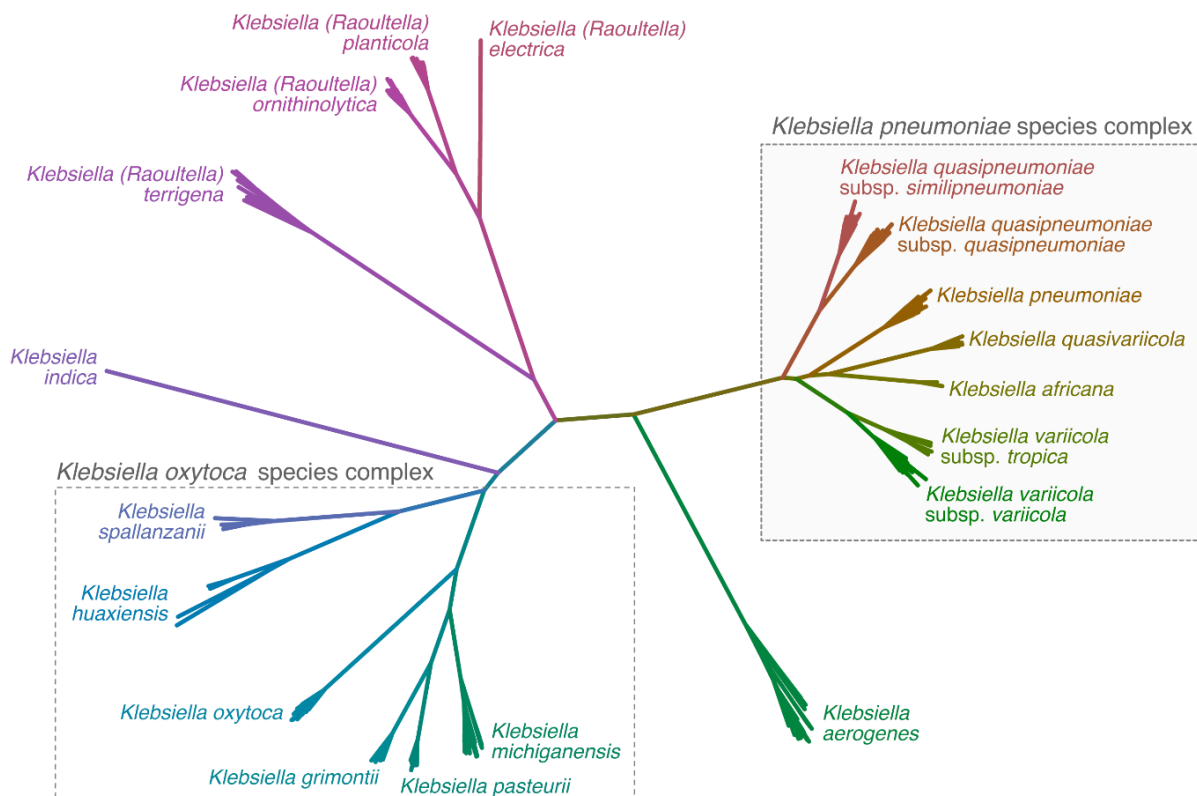 Klebsiella (Raoultella)
planticola
Klebsiella (Raoultella)
electrica
Klebsiella (Raoultella)
ornithinolytica
Klebsiella (Raoultella)
terrigena
Klebsiella
indica
Klebsiella pneumoniae species complex
Klebsiella quasipneumoniae
subsp. similipneumoniae
Klebsiella quasipneumoniae
subsp. quasipneumoniae
Klebsiella pneumoniae
Klebsiella quasivariicola
Klebsiella africana
Klebsiella variicola
subsp. tropica
Klebsiella variicola
subsp. variicola
Klebsiella oxytoca species complex
Klebsiella
spallanzanii
Klebsiella
huaxiensis
Klebsiella oxytoca
Klebsiella grimontii
Klebsiella pasteurii
Klebsiella
michiganensis
Klebsiella
aerogenes